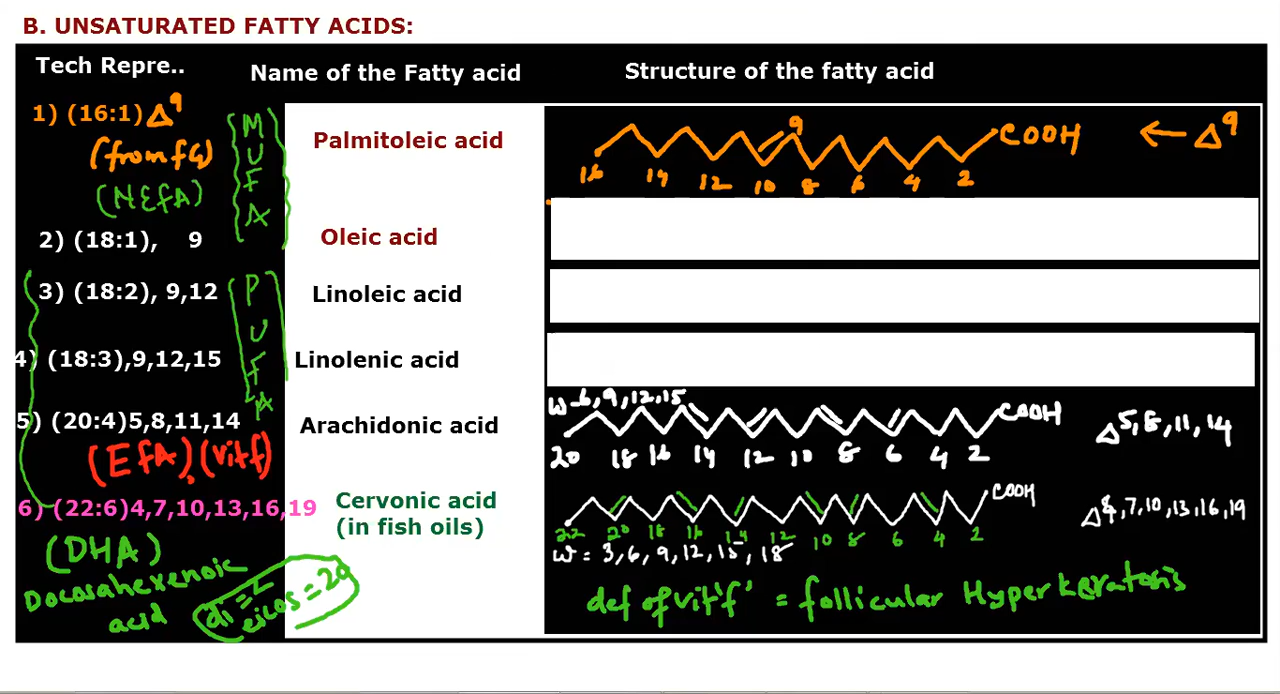 B. UNSATURATED FATTY ACIDS:
Tech Repre..
Name of the Fatty acid
Structure of the fatty acid
1) (16:1) Δ9
(from FA)
(NEFA)
MUFA
Palmitoleic acid
9
COOH
← Δ9
16 14 12 10 8 6 4 2
2) (18:1), 9
Oleic acid
3) (18:2), 9,12
PUFA
Linoleic acid
4) (18:3),9,12,15
Linolenic acid
5) (20:4)5,8,11,14
Arachidonic acid
W-6,9,12,15
COOH
Δ5,8,11,14
20 18 16 14 12 10 8 6 4 2
(EFA), (vit f)
6) (22:6)4,7,10,13,16,19
Cervonic acid
(in fish oils)
COOH
Δ4,7,10,13,16,19
22 20 18 16 14 12 10 8 6 4 2
W = 3,6,9,12,15,18
(DHA)
Docosahexenoic
acid
di = 2
eicos = 20
def of vit 'f' = follicular Hyperkeratosis